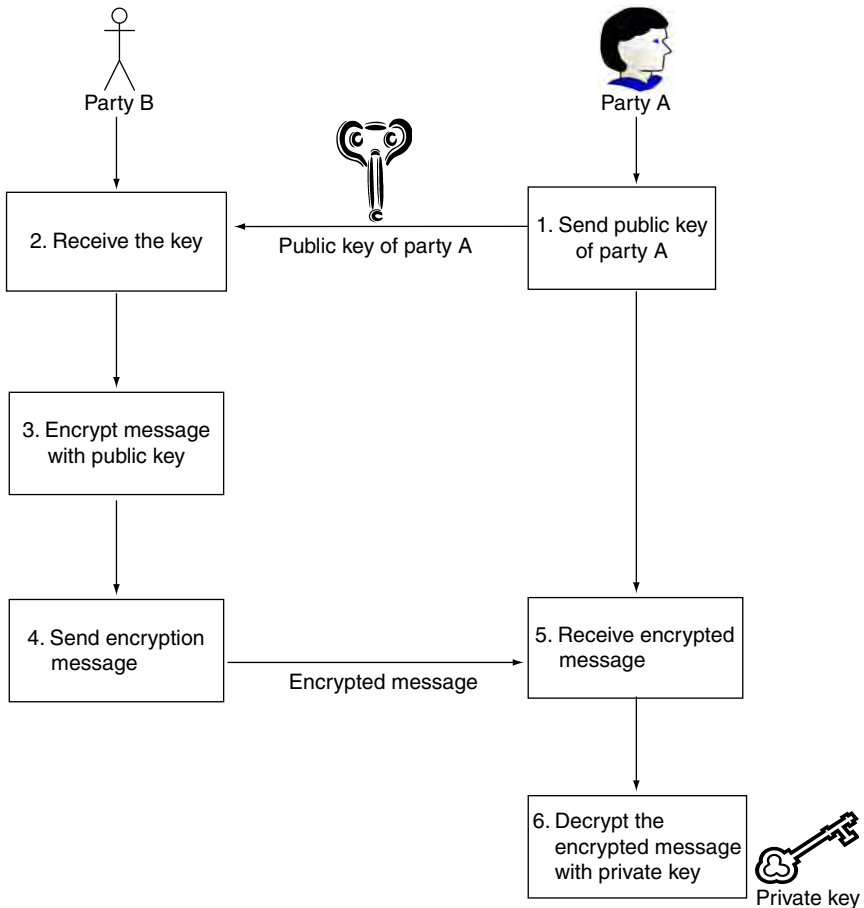 Party B
Party A
2. Receive the key
Public key of party A
1. Send public key
of party A
3. Encrypt message
with public key
4. Send encryption
message
Encrypted message
5. Receive encrypted
message
6. Decrypt the
encrypted message
with private key
Private key